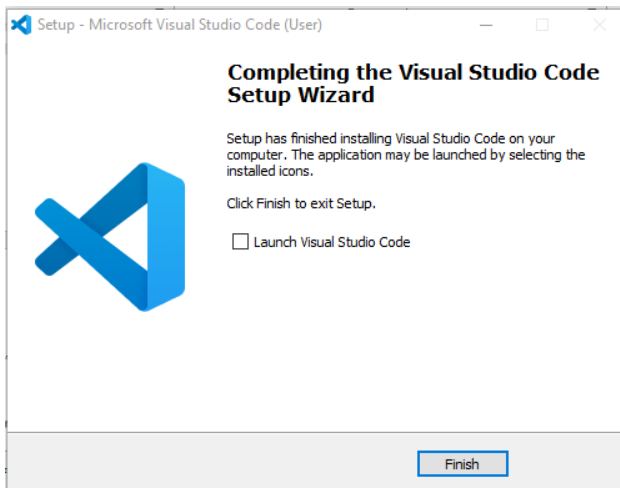 Setup - Microsoft Visual Studio Code (User)
Completing the Visual Studio Code
Setup Wizard
Setup has finished installing Visual Studio Code on your
computer. The application may be launched by selecting the
installed icons.
Click Finish to exit Setup.
Launch Visual Studio Code
Finish